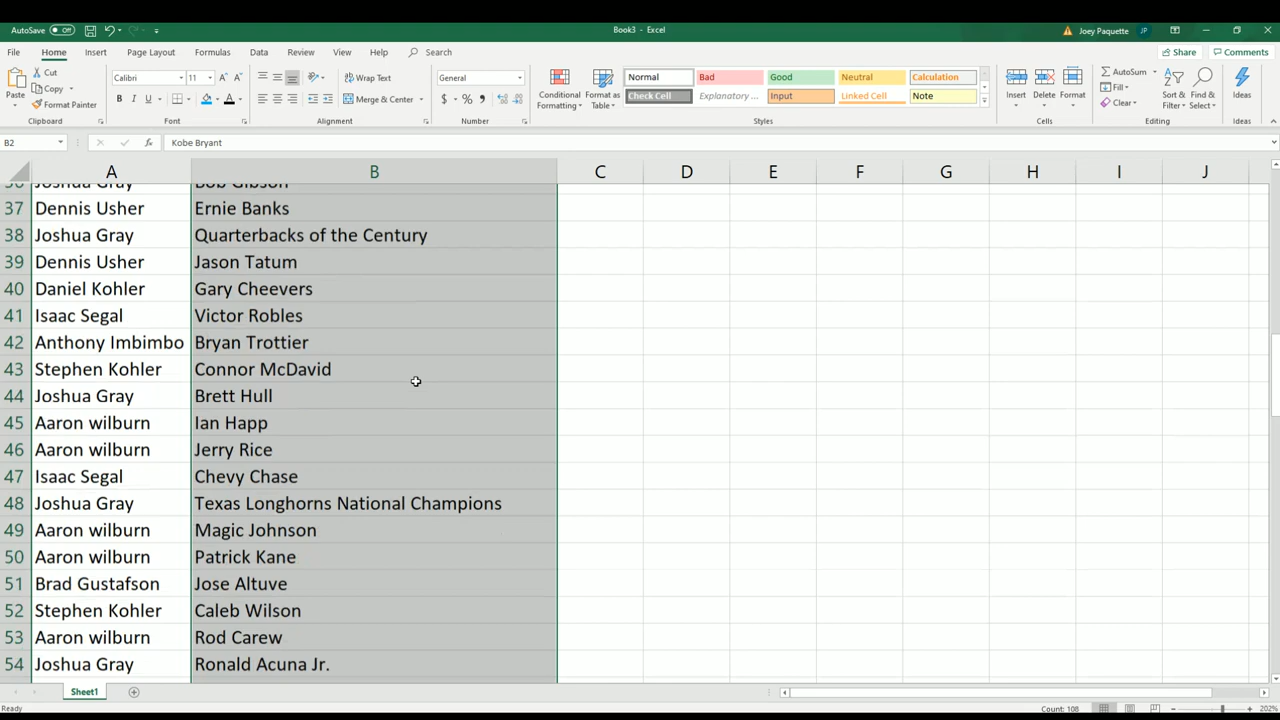 AutoSave Off Book3 - Excel Joey Paquette JP
File Home Insert Page Layout Formulas Data Review View Help Search Share Comments
Paste Cut Copy Format Painter Clipboard
Calibri 11 A A B I U A Font
Wrap Text Merge & Center Alignment
General $ % , Number
Conditional Formatting Format as Table
Normal Bad Good Neutral Calculation
Check Cell Explanatory ... Input Linked Cell Note
Styles
Insert Delete Format Cells
AutoSum Fill Clear Sort & Filter Find & Select Editing
Ideas Ideas
B2 fx Kobe Bryant
A B C D E F G H I J
36 Joshua Gray Bob Gibson
37 Dennis Usher Ernie Banks
38 Joshua Gray Quarterbacks of the Century
39 Dennis Usher Jason Tatum
40 Daniel Kohler Gary Cheevers
41 Isaac Segal Victor Robles
42 Anthony Imbimbo Bryan Trottier
43 Stephen Kohler Connor McDavid
44 Joshua Gray Brett Hull
45 Aaron wilburn Ian Happ
46 Aaron wilburn Jerry Rice
47 Isaac Segal Chevy Chase
48 Joshua Gray Texas Longhorns National Champions
49 Aaron wilburn Magic Johnson
50 Aaron wilburn Patrick Kane
51 Brad Gustafson Jose Altuve
52 Stephen Kohler Caleb Wilson
53 Aaron wilburn Rod Carew
54 Joshua Gray Ronald Acuna Jr.
Sheet1
Ready Count: 108 202%